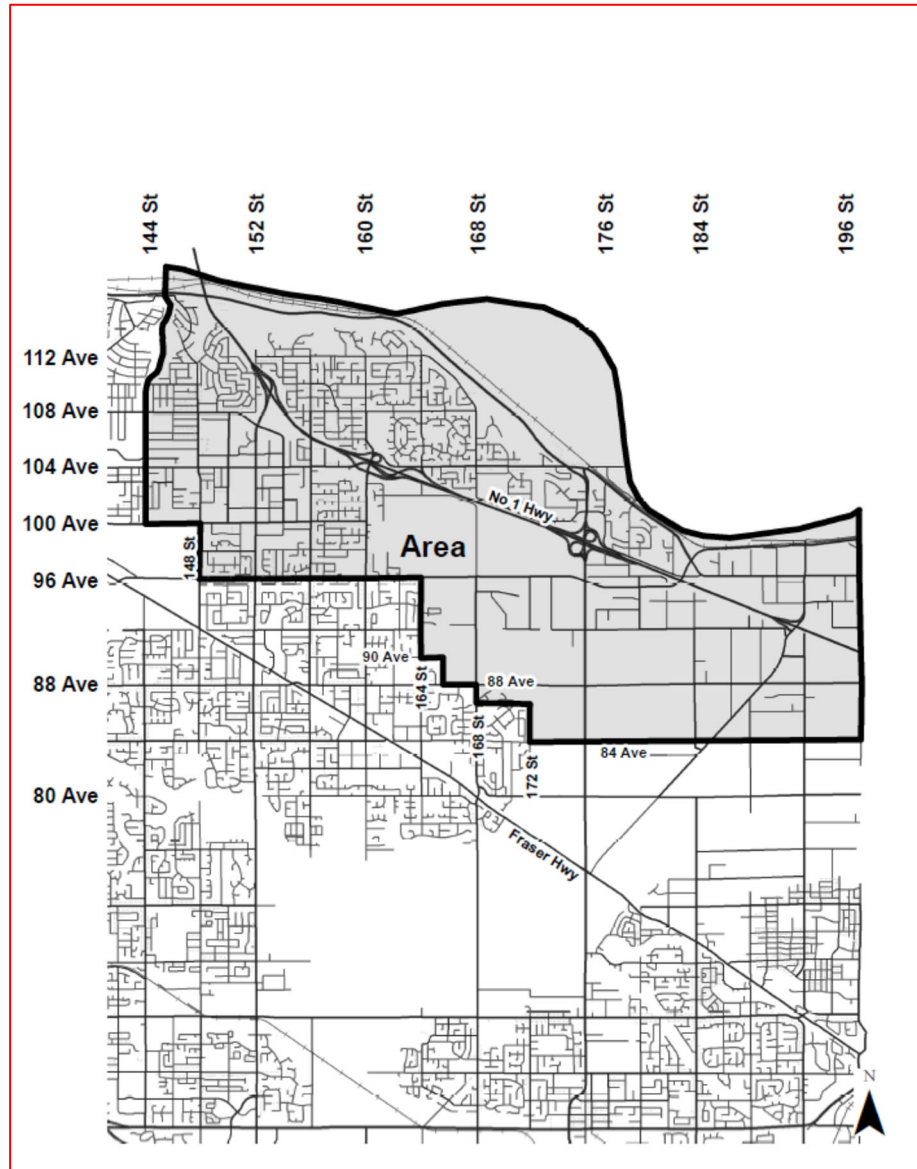 144 St
152 St
160 St
168 St
176 St
184 St
196 St
112 Ave
108 Ave
104 Ave
No 1 Hwy
100 Ave
Area
148 St
96 Ave
90 Ave
164 St
88 Ave
88 Ave
168 St
84 Ave
172 St
80 Ave
Fraser Hwy
N